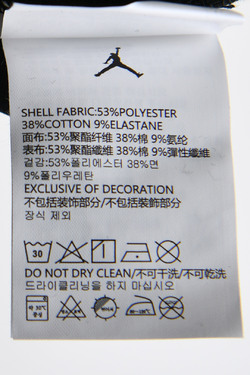 SHELL FABRIC:53%POLYESTER
38%COTTON 9%ELASTANE
面布:53%聚酯纤维 38%棉 9%氨纶
表布:53%聚酯纖維 38%棉 9%彈性纖維
겉감:53%폴리에스터 38%면
9%폴리우레탄
EXCLUSIVE OF DECORATION
不包括装饰部分/不包括裝飾部分
장식 제외
30
DO NOT DRY CLEAN/不可干洗/不可乾洗
드라이클리닝을 하지 마십시오
약 30℃
중성